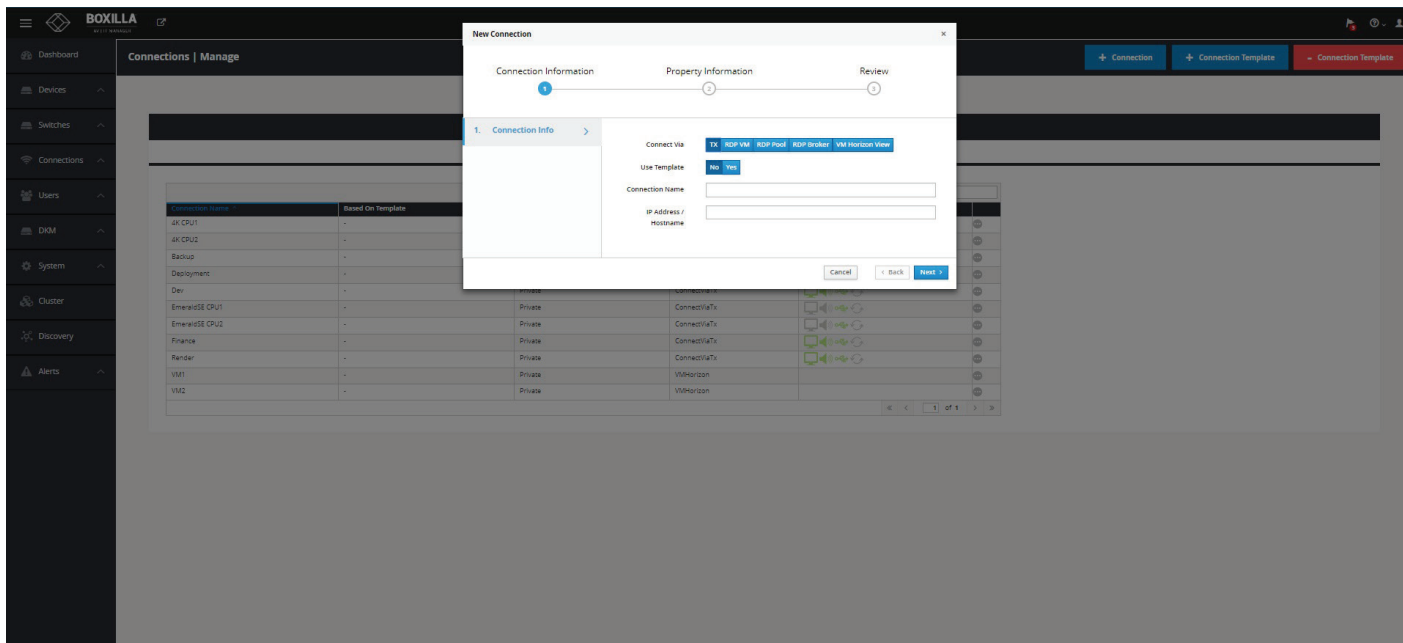 BOXILLA
New Connection
×
Dashboard
Connections | Manage
+ Connection
+ Connection Template
- Connection Template
Connection Information
Property Information
Review
1
2
3
Devices
Switches
1. Connection Info
Connect Via
TX RDP VM RDP Pool RDP Broker VM Horizon View
Connections
Use Template
No Yes
Users
Connection Name
Connection Name
Based On Template
IP Address /
Hostname
4K CPU1 -
DKM
4K CPU2 -
Backup -
System
Deployment -
Cancel
< Back
Next >
Dev - Private ConnectViaTx
Cluster
EmeraldSE CPU1 - Private ConnectViaTx
EmeraldSE CPU2 - Private ConnectViaTx
Discovery
Finance - Private ConnectViaTx
Render - Private ConnectViaTx
Alerts
VM1 - Private VMHorizon
VM2 - Private VMHorizon
1 of 1